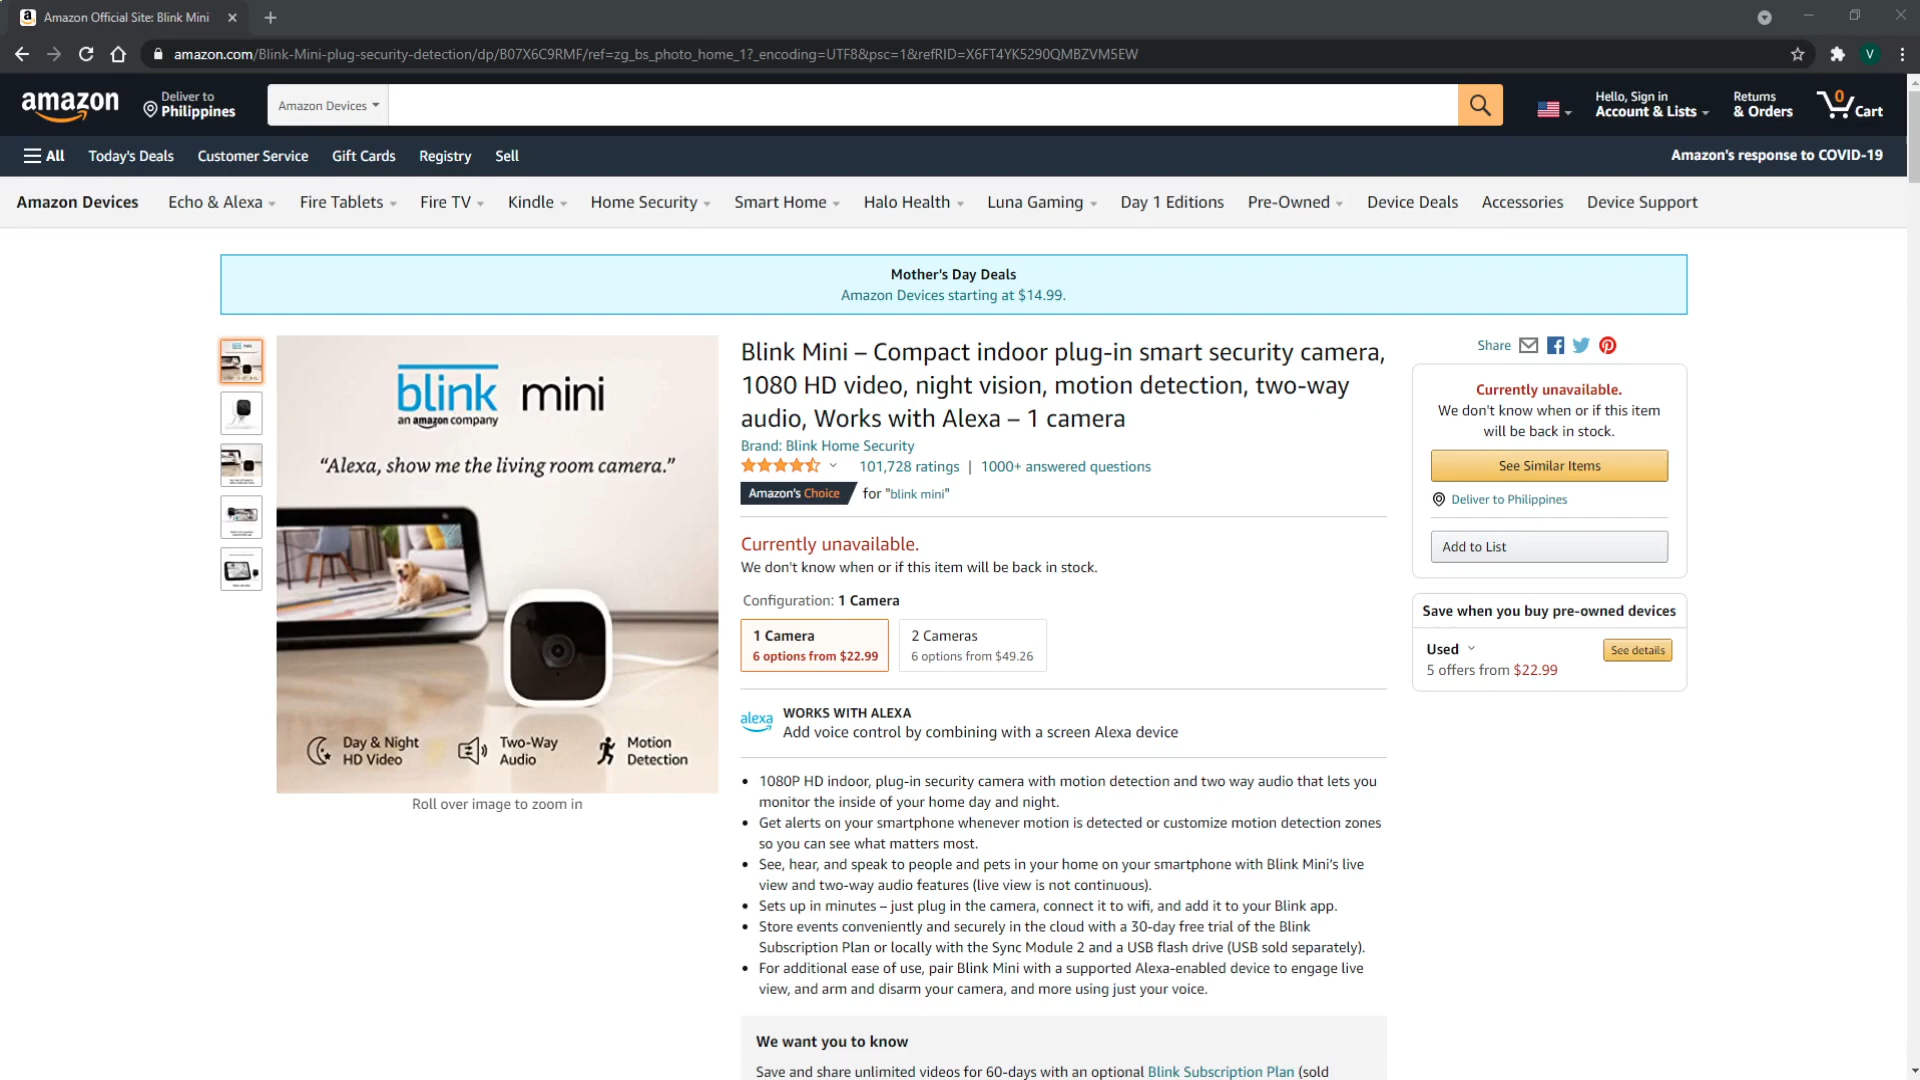 Amazon Official Site: Blink Mini
amazon.com/Blink-Mini-plug-security-detection/dp/B07X6C9RMF/ref=zg_bs_photo_home_1?_encoding=UTF8&psc=1&refRID=X6FT4YK5290QMBZVM5EW
V
amazon
Deliver to
Philippines
Amazon Devices
Hello, Sign in
Account & Lists
Returns
& Orders
0
Cart
All
Today's Deals
Customer Service
Gift Cards
Registry
Sell
Amazon's response to COVID-19
Amazon Devices
Echo & Alexa
Fire Tablets
Fire TV
Kindle
Home Security
Smart Home
Halo Health
Luna Gaming
Day 1 Editions
Pre-Owned
Device Deals
Accessories
Device Support
Mother's Day Deals
Amazon Devices starting at $14.99.
blink mini
an amazon company
“Alexa, show me the living room camera.”
Day & Night
HD Video
Two-Way
Audio
Motion
Detection
Roll over image to zoom in
Blink Mini – Compact indoor plug-in smart security camera,
1080 HD video, night vision, motion detection, two-way
audio, Works with Alexa – 1 camera
Brand: Blink Home Security
101,728 ratings | 1000+ answered questions
Amazon's Choice for "blink mini"
Currently unavailable.
We don't know when or if this item will be back in stock.
Configuration: 1 Camera
1 Camera
6 options from $22.99
2 Cameras
6 options from $49.26
alexa
WORKS WITH ALEXA
Add voice control by combining with a screen Alexa device
• 1080P HD indoor, plug-in security camera with motion detection and two way audio that lets you
monitor the inside of your home day and night.
• Get alerts on your smartphone whenever motion is detected or customize motion detection zones
so you can see what matters most.
• See, hear, and speak to people and pets in your home on your smartphone with Blink Mini's live
view and two-way audio features (live view is not continuous).
• Sets up in minutes – just plug in the camera, connect it to wifi, and add it to your Blink app.
• Store events conveniently and securely in the cloud with a 30-day free trial of the Blink
Subscription Plan or locally with the Sync Module 2 and a USB flash drive (USB sold separately).
• For additional ease of use, pair Blink Mini with a supported Alexa-enabled device to engage live
view, and arm and disarm your camera, and more using just your voice.
We want you to know
Save and share unlimited videos for 60-days with an optional Blink Subscription Plan (sold
Share
Currently unavailable.
We don't know when or if this item
will be back in stock.
See Similar Items
Deliver to Philippines
Add to List
Save when you buy pre-owned devices
Used
See details
5 offers from $22.99